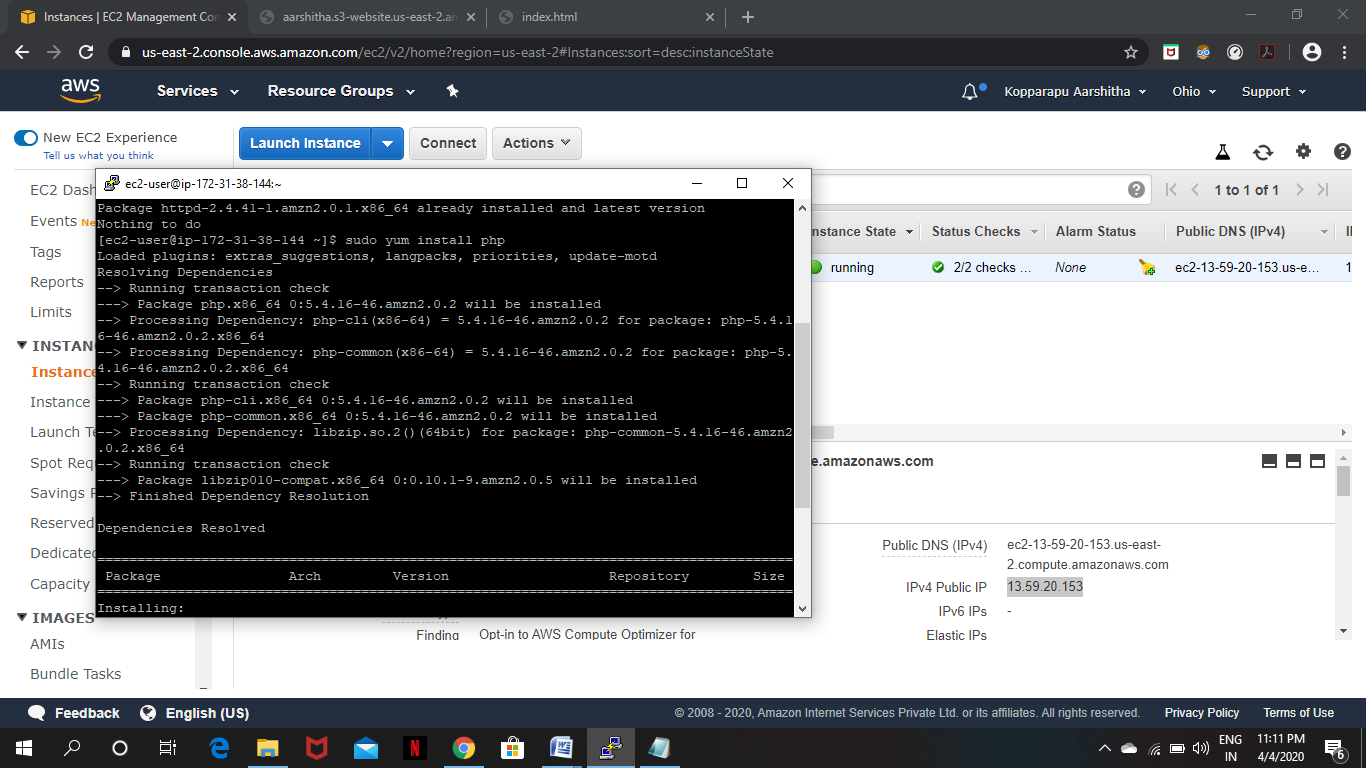 Instances | EC2 Management Con
aarshitha.s3-website.us-east-2.am
index.html
us-east-2.console.aws.amazon.com/ec2/v2/home?region=us-east-2#Instances:sort=desc:instanceState
aws
Services
Resource Groups
Kopparapu Aarshitha
Ohio
Support
New EC2 Experience
Tell us what you think
Launch Instance
Connect
Actions
EC2 Dash
Events Ne
Tags
Reports
Limits
INSTAN
Instance
Instance
Launch Te
Spot Req
Savings P
Reserved
Dedicated
Capacity
IMAGES
AMIs
Bundle Tasks
ec2-user@ip-172-31-38-144:~
Package httpd-2.4.41-1.amzn2.0.1.x86_64 already installed and latest version
Nothing to do
[ec2-user@ip-172-31-38-144 ~]$ sudo yum install php
Loaded plugins: extras_suggestions, langpacks, priorities, update-motd
Resolving Dependencies
--> Running transaction check
---> Package php.x86_64 0:5.4.16-46.amzn2.0.2 will be installed
--> Processing Dependency: php-cli(x86-64) = 5.4.16-46.amzn2.0.2 for package: php-5.4.1
6-46.amzn2.0.2.x86_64
--> Processing Dependency: php-common(x86-64) = 5.4.16-46.amzn2.0.2 for package: php-5.
4.16-46.amzn2.0.2.x86_64
--> Running transaction check
---> Package php-cli.x86_64 0:5.4.16-46.amzn2.0.2 will be installed
---> Package php-common.x86_64 0:5.4.16-46.amzn2.0.2 will be installed
--> Processing Dependency: libzip.so.2()(64bit) for package: php-common-5.4.16-46.amzn2
.0.2.x86_64
--> Running transaction check
---> Package libzip010-compat.x86_64 0:0.10.1-9.amzn2.0.5 will be installed
--> Finished Dependency Resolution
Dependencies Resolved
================================================================================
Package Arch Version Repository Size
================================================================================
Installing:
1 to 1 of 1
nstance State
Status Checks
Alarm Status
Public DNS (IPv4)
running
2/2 checks ...
None
ec2-13-59-20-153.us-e...
1
e.amazonaws.com
Public DNS (IPv4)
ec2-13-59-20-153.us-east-
2.compute.amazonaws.com
IPv4 Public IP
13.59.20.153
IPv6 IPs
-
Elastic IPs
Finding
Opt-in to AWS Compute Optimizer for
Feedback
English (US)
© 2008 - 2020, Amazon Internet Services Private Ltd. or its affiliates. All rights reserved.
Privacy Policy
Terms of Use
ENG
IN
11:11 PM
4/4/2020
6